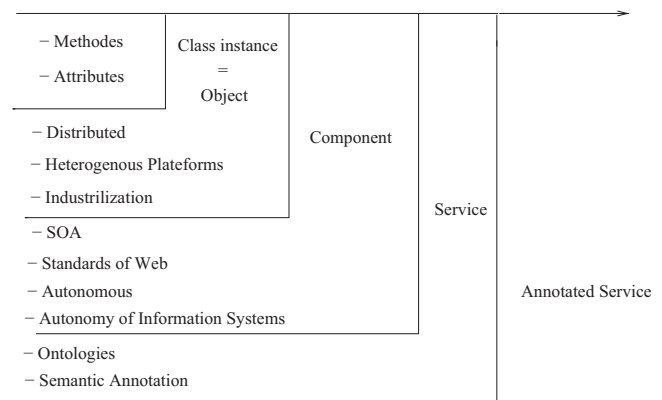 − Methodes
− Attributes
Class instance
=
Object
− Distributed
− Heterogenous Plateforms
− Industrilization
Component
− SOA
− Standards of Web
− Autonomous
− Autonomy of Information Systems
Service
− Ontologies
− Semantic Annotation
Annotated Service